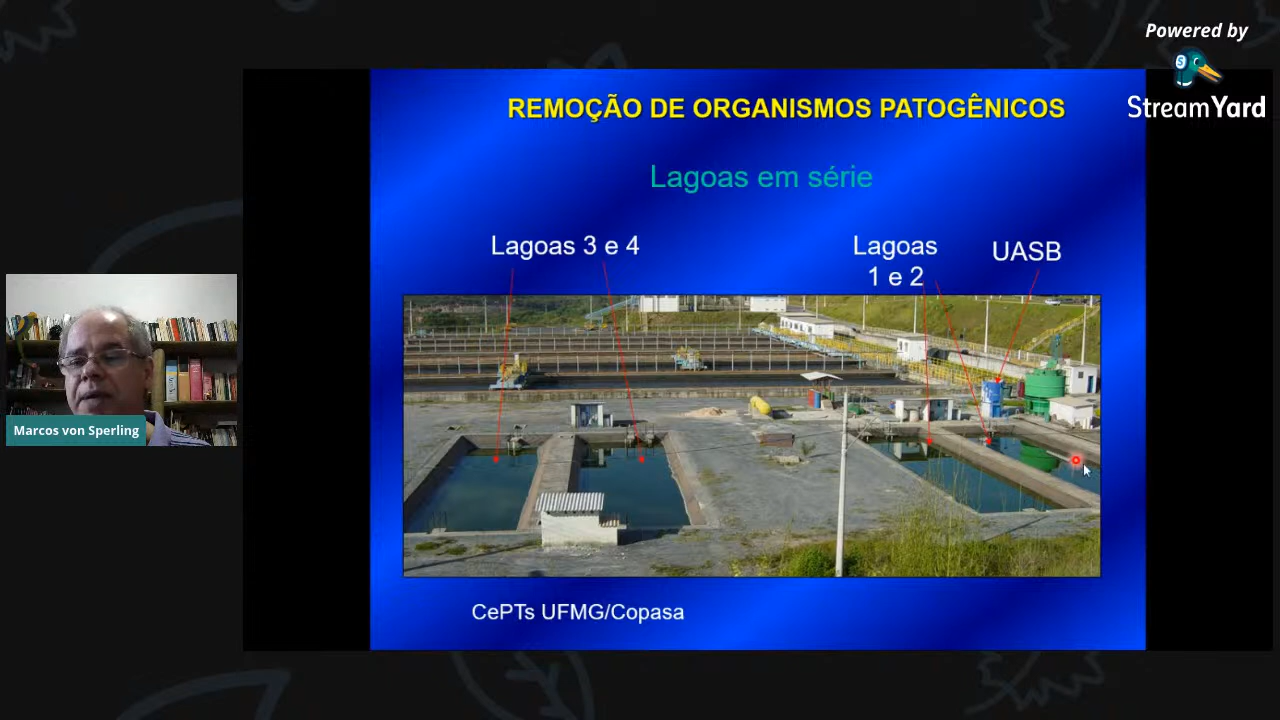 Powered by
StreamYard
REMOÇÃO DE ORGANISMOS PATOGÊNICOS
Lagoas em série
Lagoas 3 e 4
Lagoas
1 e 2
UASB
Marcos von Sperling
CePTs UFMG/Copasa